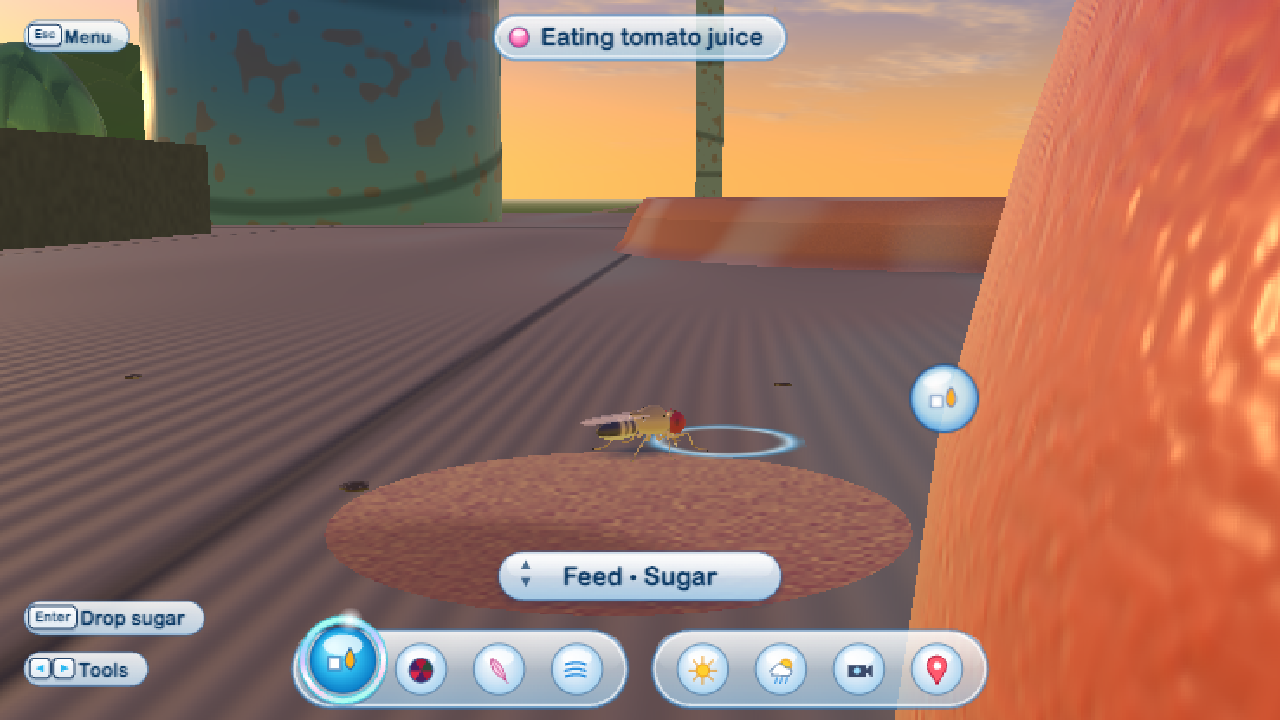 Esc Menu
Eating tomato juice
Feed • Sugar
Enter Drop sugar
Tools